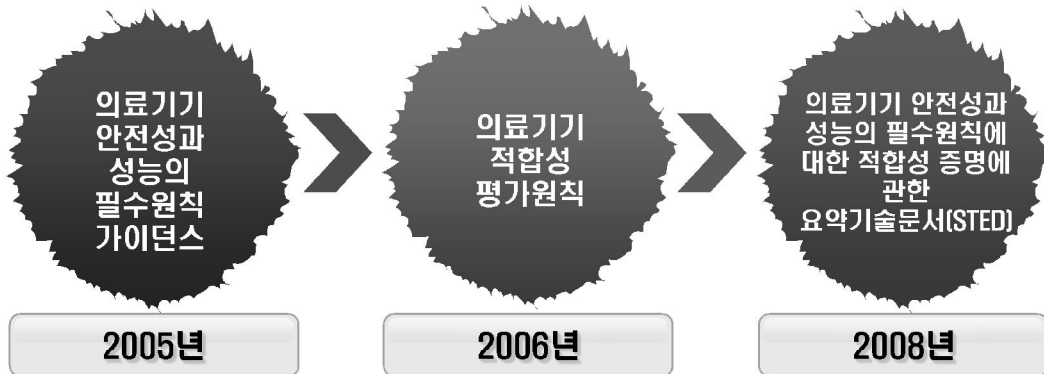 의료기기
안전성과
성능의
필수원칙
가이던스
2005년
의료기기
적합성
평가원칙
2006년
의료기기 안전성과
성능의 필수원칙에
대한 적합성 증명에
관한
요약기술문서(STED)
2008년